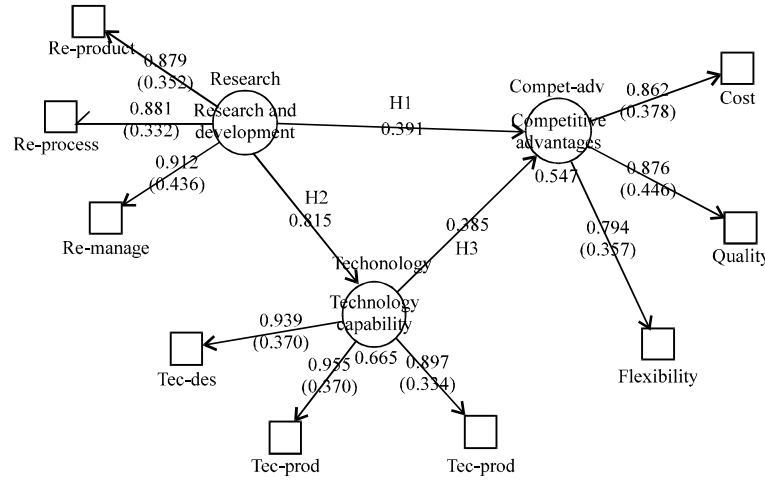 Re-product
0.879
(0.352)
Research
Research and
development
0.881
(0.332)
Re-process
0.912
(0.436)
Re-manage
H1
0.391
Compet-adv
Competitive
advantages
0.547
0.862
(0.378)
Cost
0.876
(0.446)
Quality
0.794
(0.357)
Flexibility
H2
0.815
0.385
H3
Techonology
Technology
capability
0.665
0.939
(0.370)
Tec-des
0.955
(0.370)
Tec-prod
0.897
(0.334)
Tec-prod